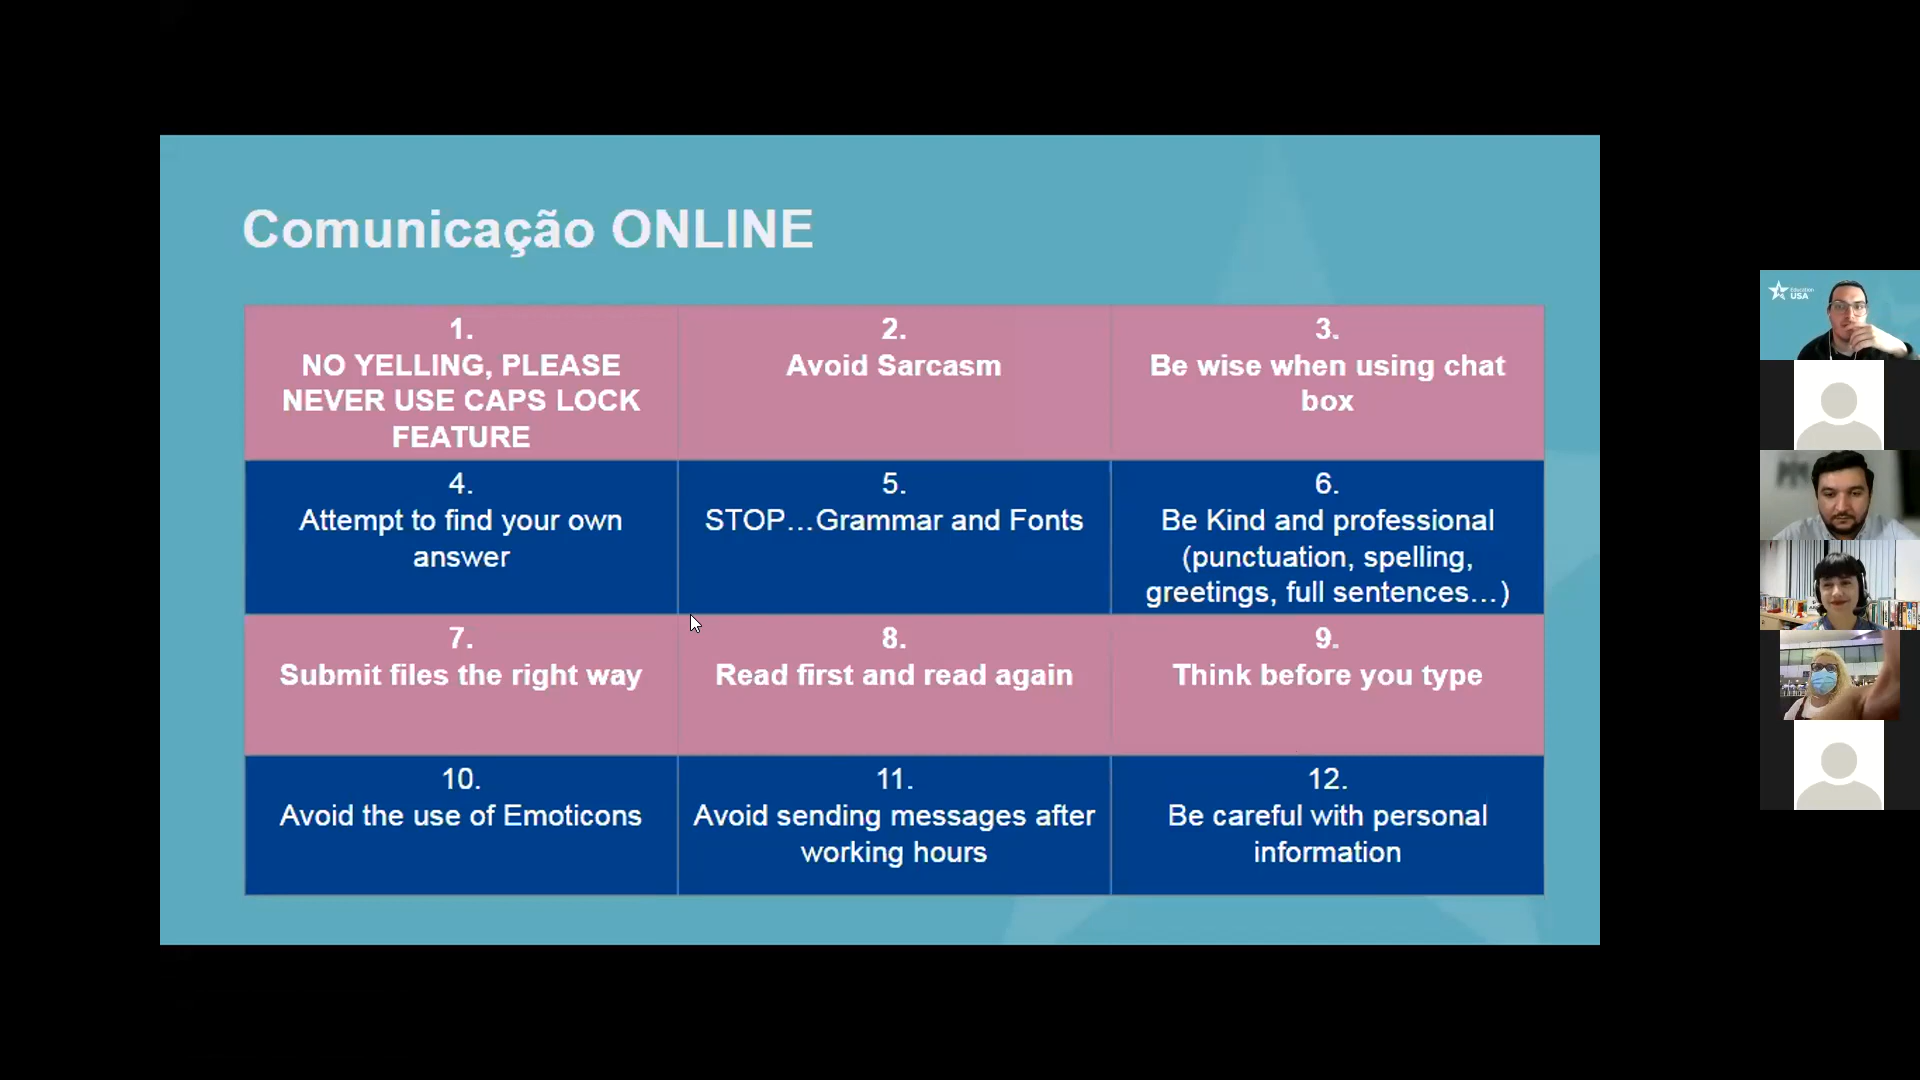 Comunicação ONLINE
1.
NO YELLING, PLEASE
NEVER USE CAPS LOCK
FEATURE
2.
Avoid Sarcasm
3.
Be wise when using chat
box
4.
Attempt to find your own
answer
5.
STOP...Grammar and Fonts
6.
Be Kind and professional
(punctuation, spelling,
greetings, full sentences...)
7.
Submit files the right way
8.
Read first and read again
9.
Think before you type
10.
Avoid the use of Emoticons
11.
Avoid sending messages after
working hours
12.
Be careful with personal
information
Education
USA